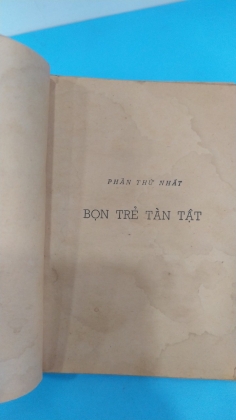 PHẦN THỨ NHẤT
BỌN TRẺ TÀN TẬT